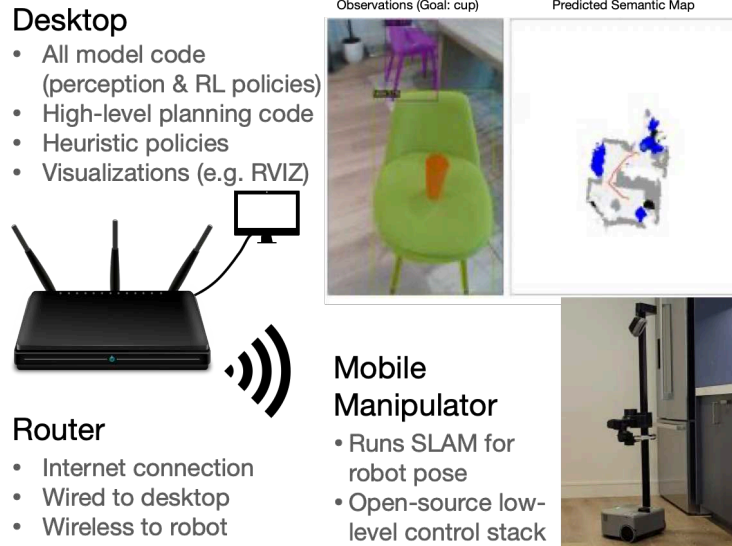 Desktop
• All model code
(perception & RL policies)
• High-level planning code
• Heuristic policies
• Visualizations (e.g. RVIZ)
Observations (Goal: cup)
Predicted Semantic Map
Router
• Internet connection
• Wired to desktop
• Wireless to robot
Mobile
Manipulator
• Runs SLAM for
robot pose
• Open-source low-
level control stack